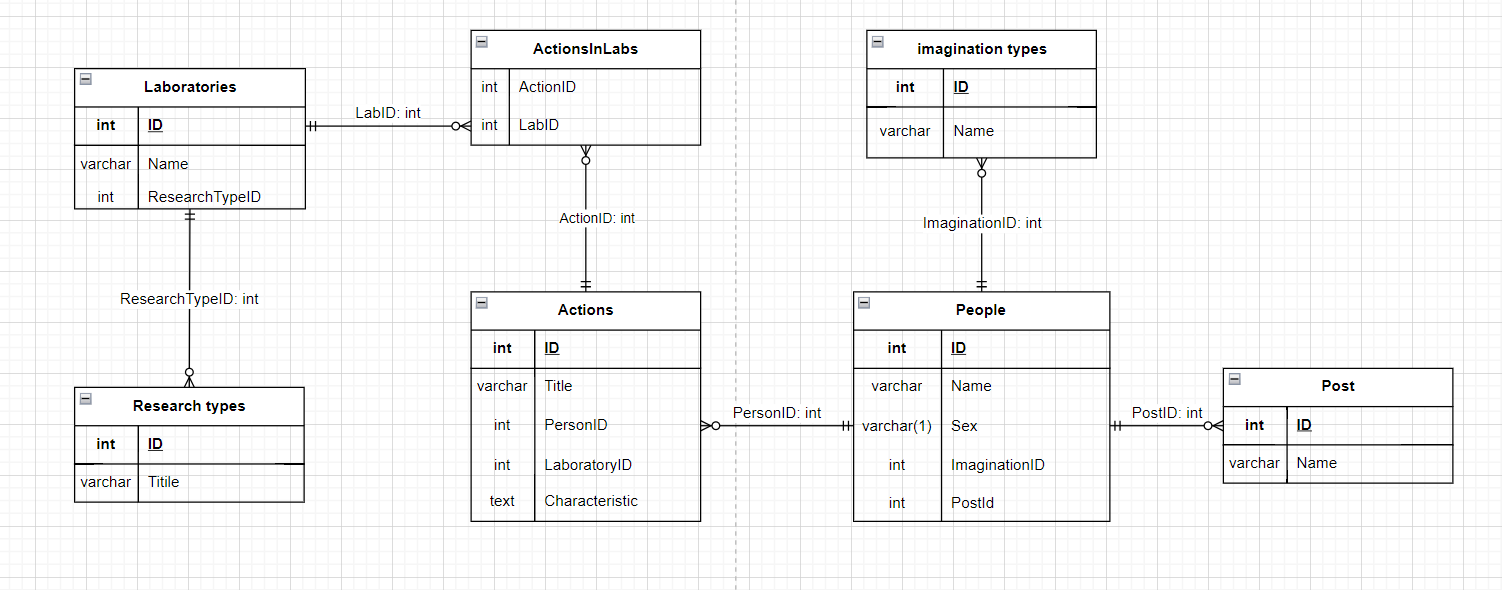 Laboratories
int ID
varchar Name
int ResearchTypeID
LabID: int
ActionsInLabs
int ActionID
int LabID
imagination types
int ID
varchar Name
ActionID: int
ImaginationID: int
ResearchTypeID: int
Research types
int ID
varchar Titile
Actions
int ID
varchar Title
int PersonID
int LaboratoryID
text Characteristic
PersonID: int
People
int ID
varchar Name
varchar(1) Sex
int ImaginationID
int PostId
PostID: int
Post
int ID
varchar Name